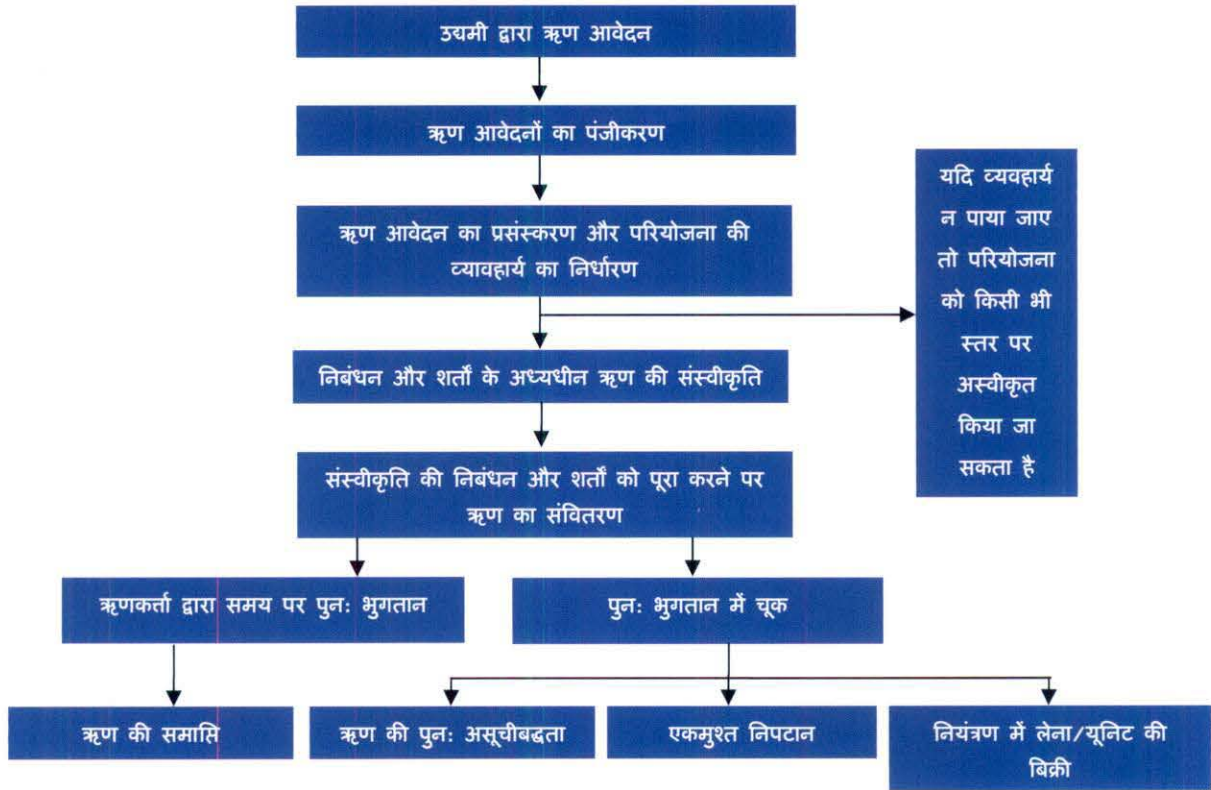 उद्यमी द्वारा ऋण आवेदन
ऋण आवेदनों का पंजीकरण
ऋण आवेदन का प्रसंस्करण और परियोजना की
व्यावहार्य का निर्धारण
यदि व्यवहार्य
न पाया जाए
तो परियोजना
को किसी भी
स्तर पर
अस्वीकृत
किया जा
सकता है
निबंधन और शर्तों के अध्यधीन ऋण की संस्वीकृति
संस्वीकृति की निबंधन और शर्तों को पूरा करने पर
ऋण का संवितरण
ऋणकर्त्ता द्वारा समय पर पुन: भुगतान
पुन: भुगतान में चूक
ऋण की समाप्ति
ऋण की पुन: असूचीबद्धता
एकमुश्त निपटान
नियंत्रण में लेना/यूनिट की
बिक्री